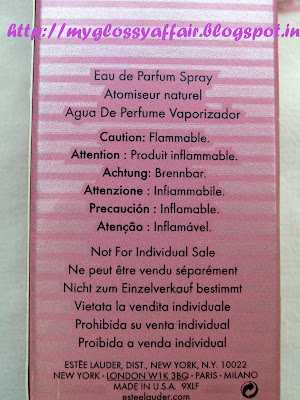 http://myglossyaffair.blogspot.in
Eau de Parfum Spray
Atomiseur naturel
Agua De Perfume Vaporizador
Caution: Flammable.
Attention : Produit inflammable.
Achtung: Brennbar.
Attenzione : Infiammabile.
Precaución : Inflamable.
Atenção : Inflamável.
Not For Individual Sale
Ne peut être vendu séparément
Nicht zum Einzelverkauf bestimmt
Vietata la vendita individuale
Prohibida su venta individual
Proibida a venda individual
ESTĒE LAUDER, DIST., NEW YORK, N.Y. 10022
NEW YORK · LONDON W1K 3BQ · PARIS · MILANO
MADE IN U.S.A. 9XLF
esteelauder.com